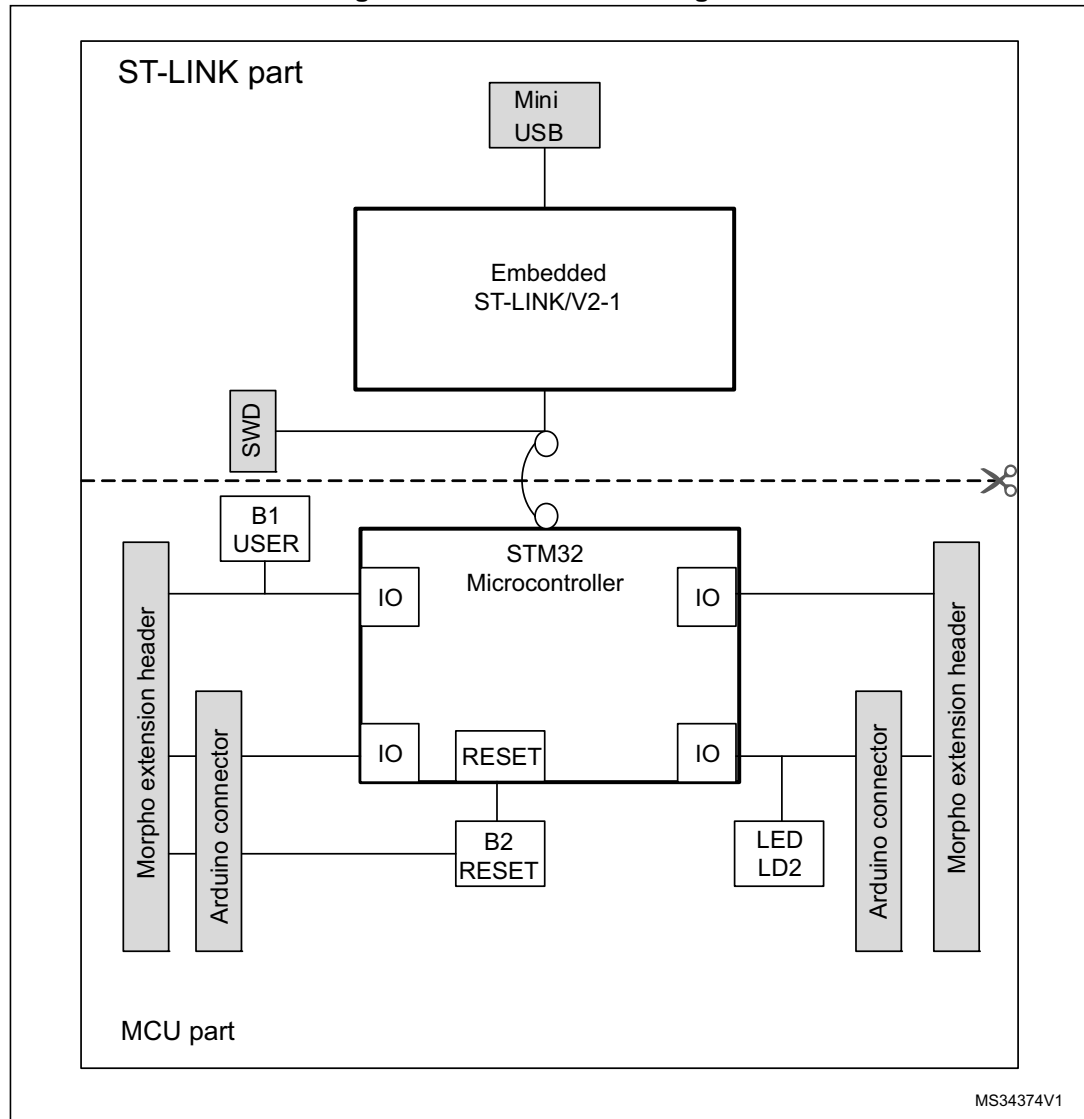 ST-LINK part
Mini
USB
Embedded
ST-LINK/V2-1
SWD
B1
USER
STM32
Microcontroller
IO
IO
Morpho extension header
Arduino connector
IO
RESET
IO
B2
RESET
LED
LD2
Arduino connector
Morpho extension header
MCU part
MS34374V1